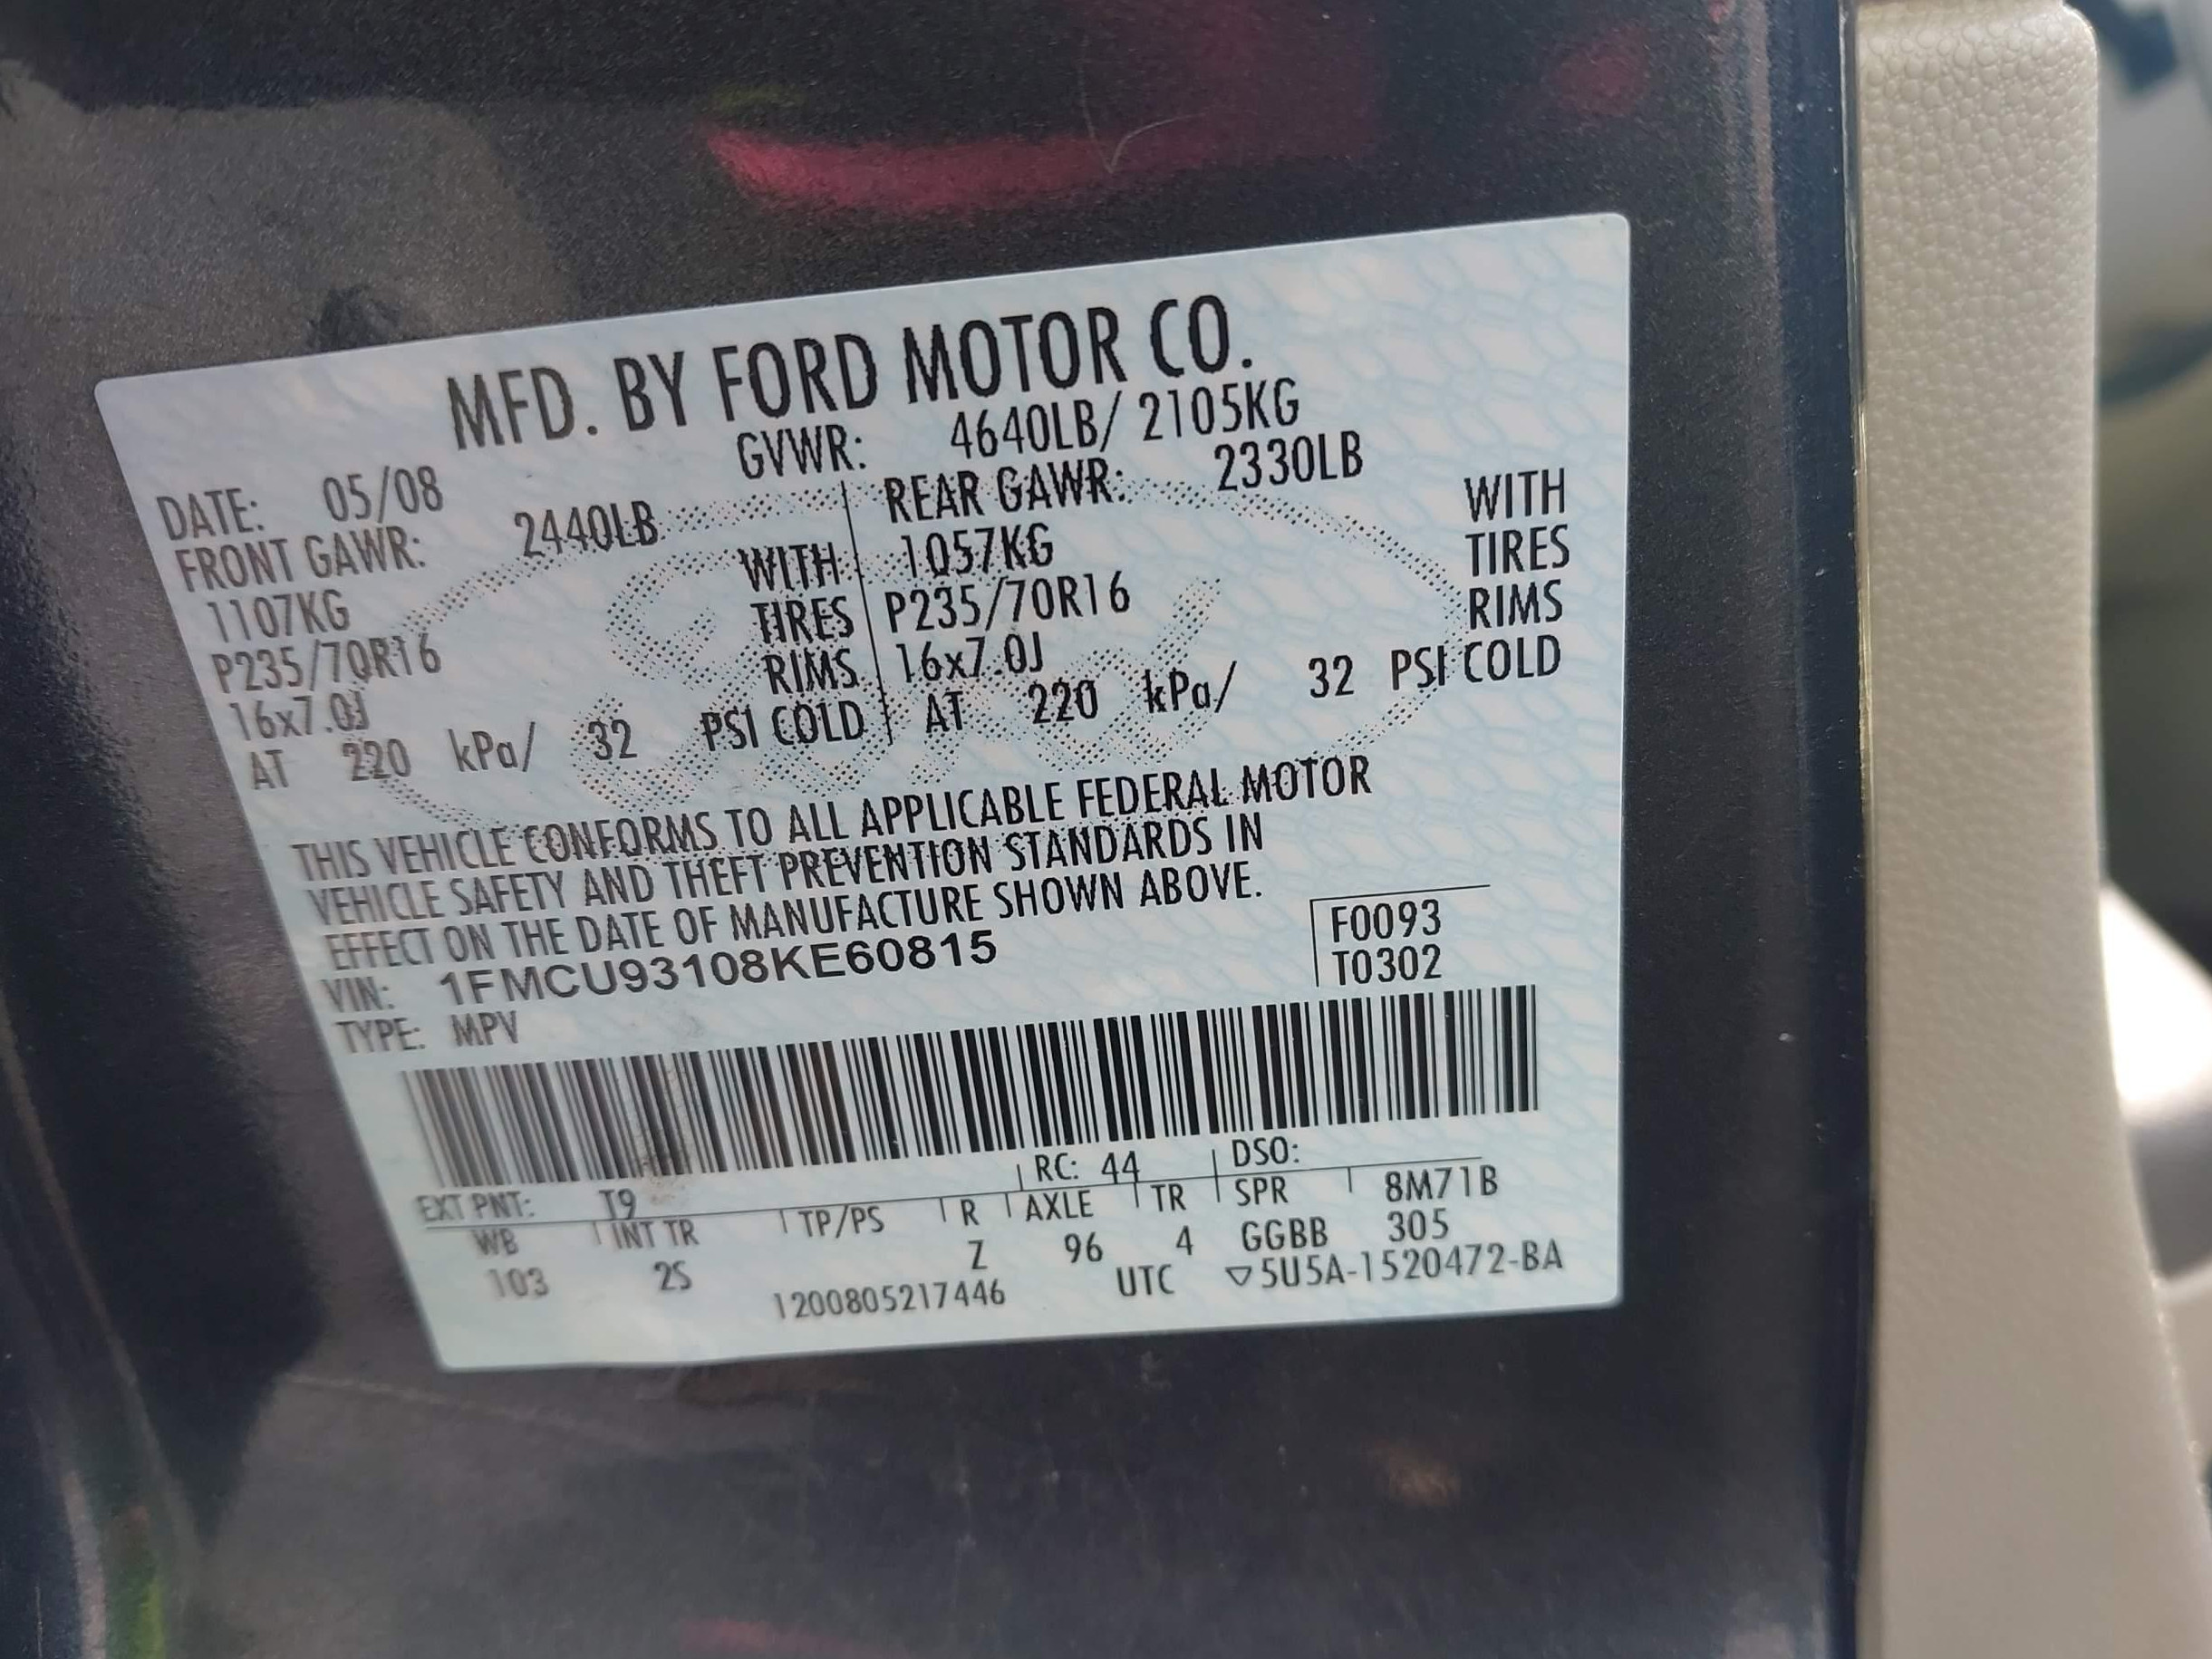 MFD. BY FORD MOTOR CO.
DATE: 05/08 GVWR: 4640LB/ 2105KG
FRONT GAWR: 2440LB REAR GAWR: 2330LB
1107KG WITH 1057KG WITH
P235/70R16 TIRES P235/70R16 TIRES
16x7.0J RIMS 16x7.0J RIMS
AT 220 kPa/ 32 PSI COLD AT 220 kPa/ 32 PSI COLD
THIS VEHICLE CONFORMS TO ALL APPLICABLE FEDERAL MOTOR
VEHICLE SAFETY AND THEFT PREVENTION STANDARDS IN
EFFECT ON THE DATE OF MANUFACTURE SHOWN ABOVE.
VIN: 1FMCU93108KE60815
F0093
TYPE: MPV
T0302
EXT PNT: T9 RC: 44 DSO:
WB INT TR TP/PS R AXLE TR SPR 8M71B
103 2S Z 96 4 GGBB 305
1200805217446 UTC ▽5U5A-1520472-BA